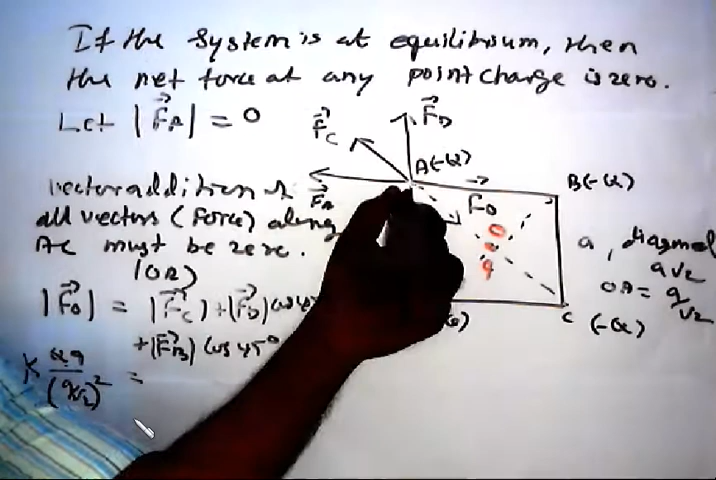 If the system is at equilibrium, then
the net force at any point charge is zero.
Let |F⃗A| = 0
F⃗C
F⃗D
A(-Q)
B(-Q)
vector addition of
all vectors (force) along
AC must be zero.
(OA)
F⃗A
F⃗O
O
q
a, diagonal
a√2
OA = a/√2
C (-Q)
|F⃗O| = |F⃗C| + |F⃗D| cos 45
+ |F⃗B| cos 45°
K Qq/(a/√2)² =